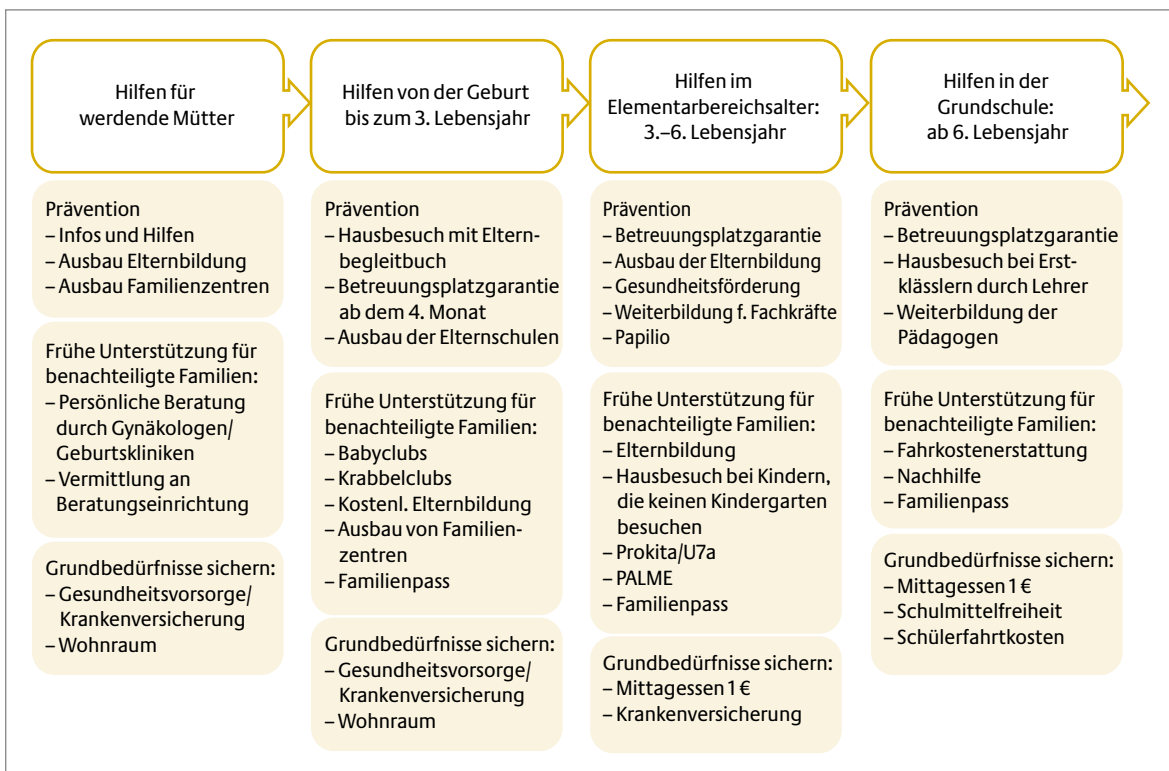 Hilfen für
werdende Mütter
Prävention
– Infos und Hilfen
– Ausbau Elternbildung
– Ausbau Familienzentren
Frühe Unterstützung für
benachteiligte Familien:
– Persönliche Beratung
durch Gynäkologen/
Geburtskliniken
– Vermittlung an
Beratungseinrichtung
Grundbedürfnisse sichern:
– Gesundheitsvorsorge/
Krankenversicherung
– Wohnraum
Hilfen von der Geburt
bis zum 3. Lebensjahr
Prävention
– Hausbesuch mit Eltern-
begleitbuch
– Betreuungsplatzgarantie
ab dem 4. Monat
– Ausbau der Elternschulen
Frühe Unterstützung für
benachteiligte Familien:
– Babyclubs
– Krabbelclubs
– Kostenl. Elternbildung
– Ausbau von Familien-
zentren
– Familienpass
Grundbedürfnisse sichern:
– Gesundheitsvorsorge/
Krankenversicherung
– Wohnraum
Hilfen im
Elementarbereichsalter:
3.–6. Lebensjahr
Prävention
– Betreuungsplatzgarantie
– Ausbau der Elternbildung
– Gesundheitsförderung
– Weiterbildung f. Fachkräfte
– Papilio
Frühe Unterstützung für
benachteiligte Familien:
– Elternbildung
– Hausbesuch bei Kindern,
die keinen Kindergarten
besuchen
– Prokita/U7a
– PALME
– Familienpass
Grundbedürfnisse sichern:
– Mittagessen 1 €
– Krankenversicherung
Hilfen in der
Grundschule:
ab 6. Lebensjahr
Prävention
– Betreuungsplatzgarantie
– Hausbesuch bei Erst-
klässlern durch Lehrer
– Weiterbildung der
Pädagogen
Frühe Unterstützung für
benachteiligte Familien:
– Fahrkostenerstattung
– Nachhilfe
– Familienpass
Grundbedürfnisse sichern:
– Mittagessen 1 €
– Schulmittelfreiheit
– Schülerfahrtkosten